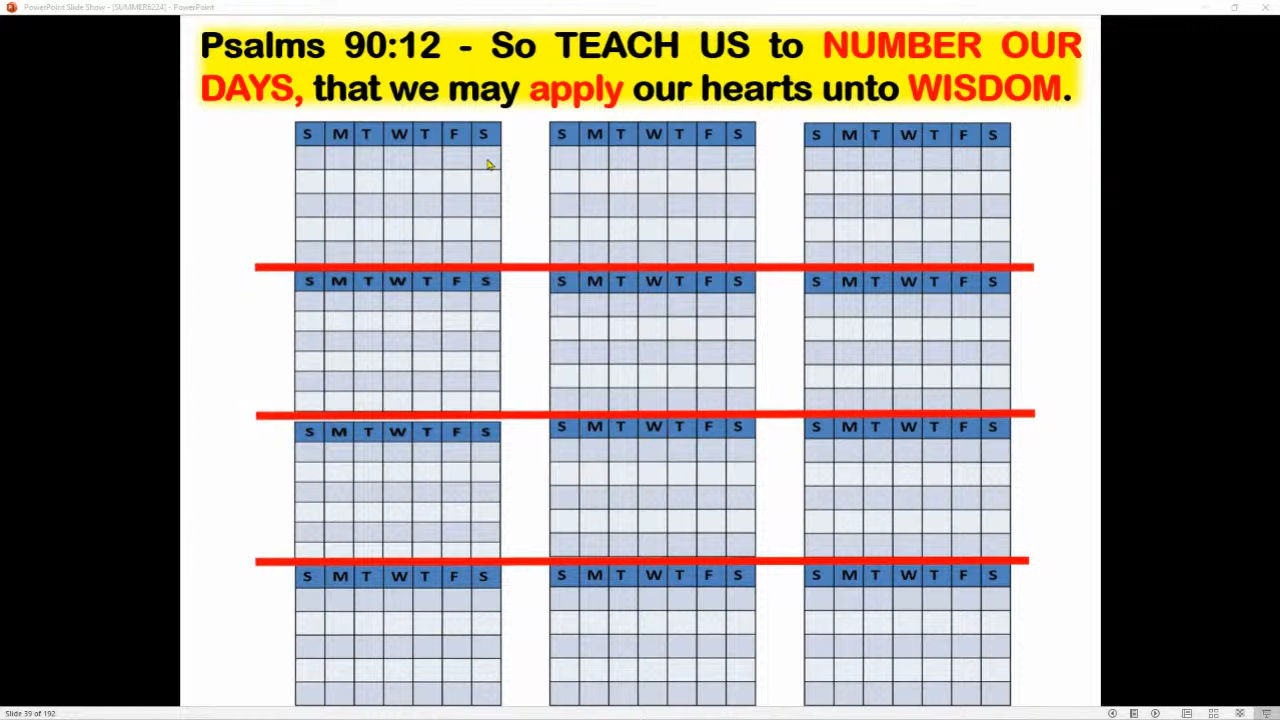 PowerPoint Slide Show - [SUMMER6224] - PowerPoint
Psalms 90:12 - So TEACH US to NUMBER OUR
DAYS, that we may apply our hearts unto WISDOM.
S M T W T F S S M T W T F S S M T W T F S
S M T W T F S S M T W T F S S M T W T F S
S M T W T F S S M T W T F S S M T W T F S
S M T W T F S S M T W T F S S M T W T F S
Slide 39 of 192